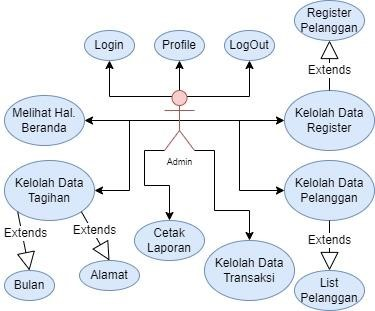 Register
Pelanggan
Login
Profile
LogOut
Extends
Melihat Hal.
Beranda
Kelolah Data
Register
Admin
Kelolah Data
Tagihan
Kelolah Data
Pelanggan
Extends
Extends
Cetak
Laporan
Extends
Kelolah Data
Transaksi
Bulan
Alamat
List
Pelanggan